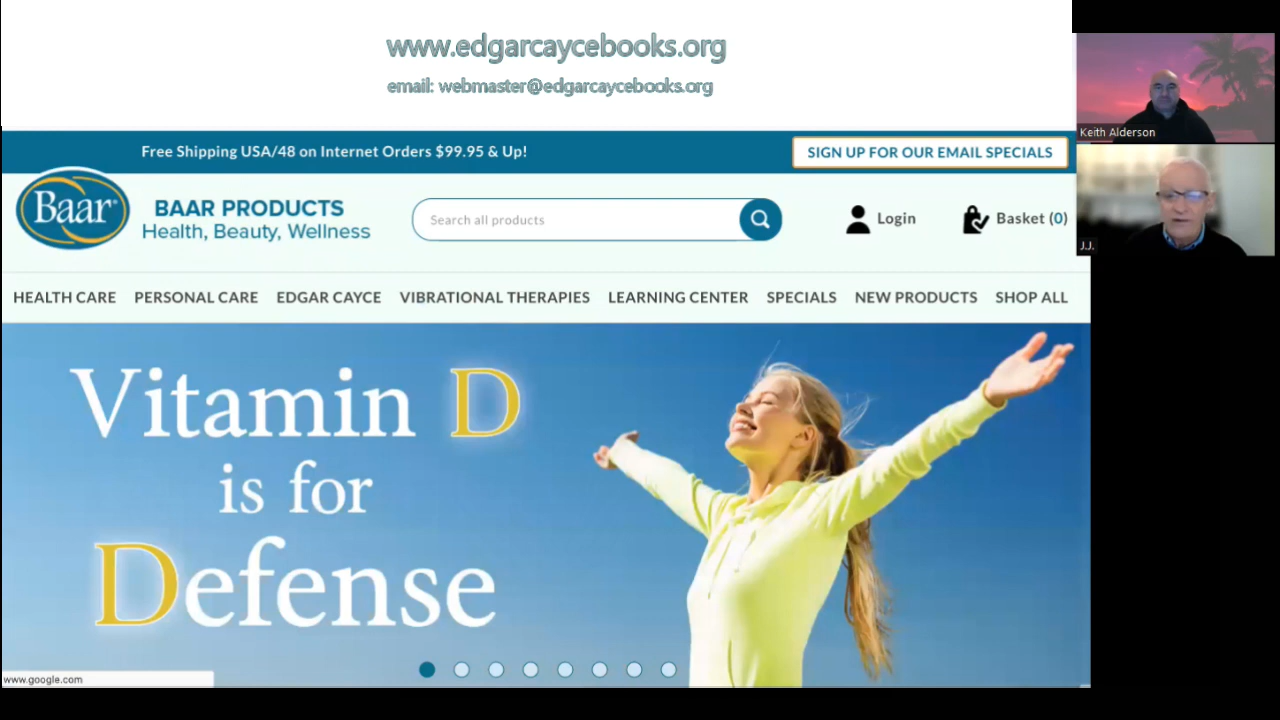 www.edgarcaycebooks.org
email: webmaster@edgarcaycebooks.org
Free Shipping USA/48 on Internet Orders $99.95 & Up!
SIGN UP FOR OUR EMAIL SPECIALS
Keith Alderson
Baar®
BAAR PRODUCTS
Health, Beauty, Wellness
Search all products
Login
Basket (0)
J.J.
HEALTH CARE PERSONAL CARE EDGAR CAYCE VIBRATIONAL THERAPIES LEARNING CENTER SPECIALS NEW PRODUCTS SHOP ALL
Vitamin D
is for
Defense
www.google.com